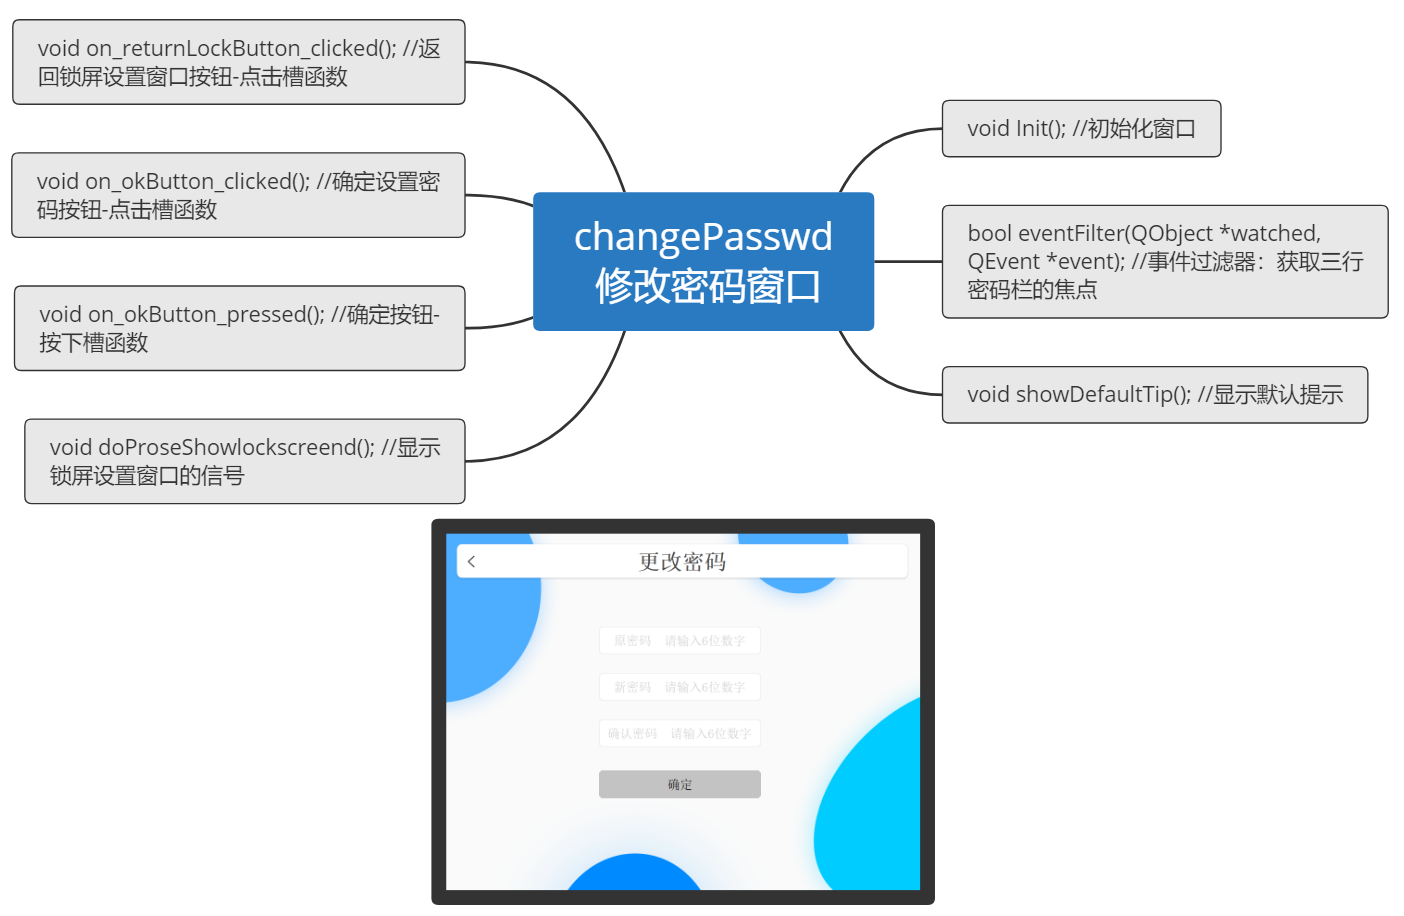 void on_returnLockButton_clicked(); //返
回锁屏设置窗口按钮-点击槽函数
void on_okButton_clicked(); //确定设置密
码按钮-点击槽函数
void on_okButton_pressed(); //确定按钮-
按下槽函数
void doProseShowlockscreend(); //显示
锁屏设置窗口的信号
changePasswd
修改密码窗口
void Init(); //初始化窗口
bool eventFilter(QObject *watched,
QEvent *event); //事件过滤器：获取三行
密码栏的焦点
void showDefaultTip(); //显示默认提示
更改密码
原密码 请输入6位数字
新密码 请输入6位数字
确认密码 请输入6位数字
确定